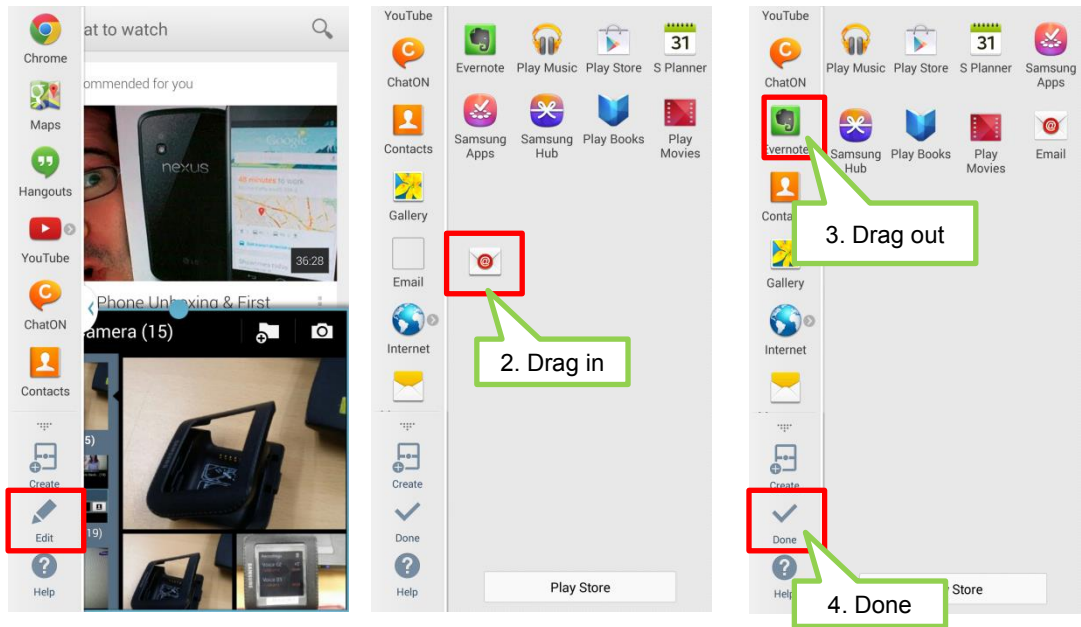 Chrome
Maps
Hangouts
YouTube
ChatON
Contacts
Create
Edit
Help
at to watch
ommended for you
nexus
Google
36:28
Phone Unboxing & First
amera (15)
5)
19)
YouTube
ChatON
Contacts
Gallery
Email
Internet
Create
Done
Help
Evernote Play Music Play Store S Planner
31
Samsung Apps
Samsung Hub
Play Books
Play Movies
2. Drag in
Play Store
YouTube
ChatON
Evernote
Conta
Gallery
Internet
Create
Done
Help
Play Music Play Store S Planner Samsung Apps
31
Samsung Hub
Play Books
Play Movies
Email
3. Drag out
4. Done
Store